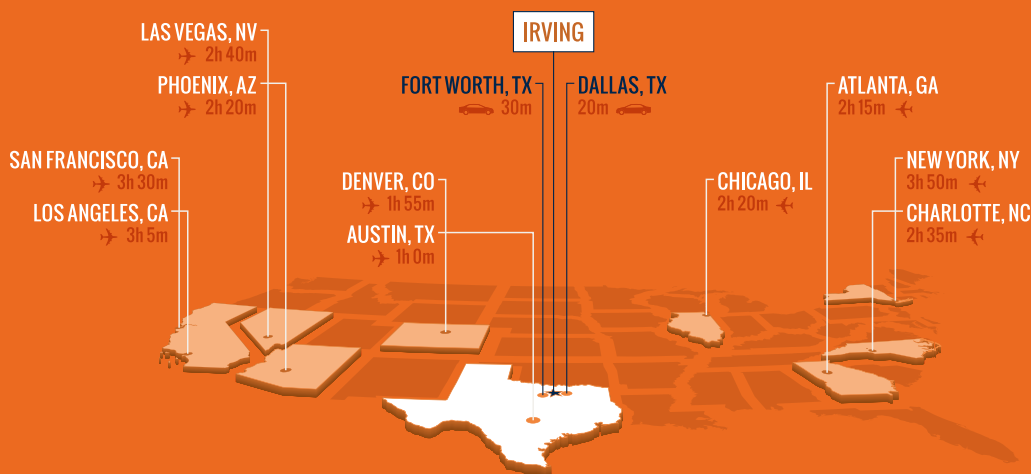 IRVING
LAS VEGAS, NV
2h 40m
PHOENIX, AZ
2h 20m
SAN FRANCISCO, CA
3h 30m
LOS ANGELES, CA
3h 5m
FORT WORTH, TX
30m
DALLAS, TX
20m
DENVER, CO
1h 55m
AUSTIN, TX
1h 0m
CHICAGO, IL
2h 20m
ATLANTA, GA
2h 15m
NEW YORK, NY
3h 50m
CHARLOTTE, NC
2h 35m